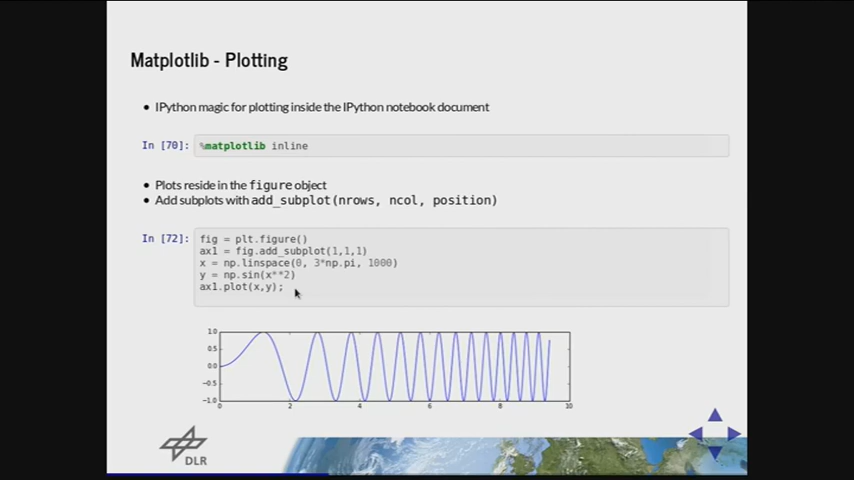 Matplotlib - Plotting
IPython magic for plotting inside the IPython notebook document
In [70]:
%matplotlib inline
Plots reside in the figure object
Add subplots with add_subplot(nrows, ncol, position)
In [72]:
fig = plt.figure()
ax1 = fig.add_subplot(1,1,1)
x = np.linspace(0, 3*np.pi, 1000)
y = np.sin(x**2)
ax1.plot(x,y);
1.0
0.5
0.0
−0.5
−1.0
0 2 4 6 8 10
DLR